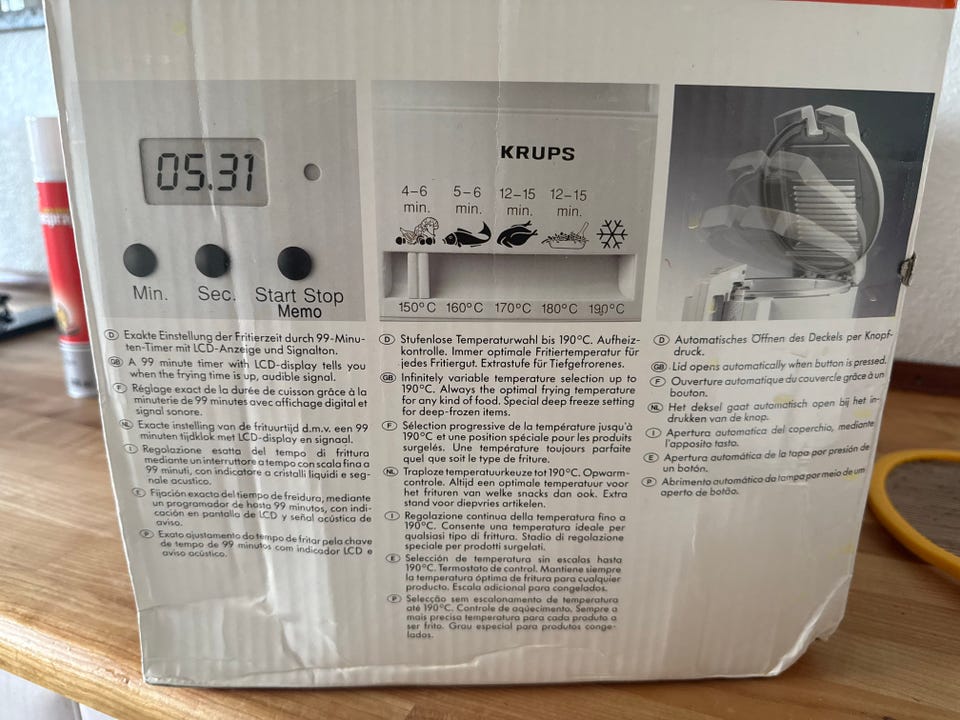 05.31
Min. Sec. Start Stop
Memo
KRUPS
4–6 5–6 12–15 12–15
min. min. min. min.
150°C 160°C 170°C 180°C 190°C
D Exakte Einstellung der Fritierzeit durch 99-Minu-
ten-Timer mit LCD-Anzeige und Signalton.
GB A 99 minute timer with LCD-display tells you
when the frying time is up, audible signal.
F Réglage exact de la durée de cuisson grâce à la
minuterie de 99 minutes avec affichage digital et
signal sonore.
NL Exacte instelling van de frituurtijd d.m.v. een 99
minuten tijdklok met LCD-display en signaal.
I Regolazione esatta del tempo di frittura
mediante un interruttore a tempo con scala fino a
99 minuti, con indicatore a cristalli liquidi e seg-
nale acustico.
E Fijación exacta del tiempo de freidura, mediante
un programador de hasta 99 minutos, con indi-
cación en pantalla de LCD y señal acústica de
aviso.
P Exato ajustamento do tempo de fritar pela chave
de tempo de 99 minutos com indicador LCD e
aviso acústico.
D Stufenlose Temperaturwahl bis 190°C. Aufheiz-
kontrolle. Immer optimale Fritiertemperatur für
jedes Fritiergut. Extrastufe für Tiefgefrorenes.
GB Infinitely variable temperature selection up to
190°C. Always the optimal frying temperature
for any kind of food. Special deep freeze setting
for deep-frozen items.
F Sélection progressive de la température jusqu'à
190°C et une position spéciale pour les produits
surgelés. Une température toujours parfaite
quel que soit le type de friture.
NL Traploze temperatuurkeuze tot 190°C. Opwarm-
controle. Altijd een optimale temperatuur voor
het frituren van welke snacks dan ook. Extra
stand voor diepvries artikelen.
I Regolazione continua della temperatura fino a
190°C. Consente una temperatura ideale per
qualsiasi tipo di frittura. Stadio di regolazione
speciale per prodotti surgelati.
E Selección de temperatura sin escalas hasta
190°C. Termostato de control. Mantiene siempre
la temperatura óptima de fritura para cualquier
producto. Escala adicional para congelados.
P Selecção sem escalonamento de temperatura
até 190°C. Controle de aqüecimento. Sempre a
mais precisa temperatura para cada produto a
ser frito. Grau especial para produtos conge-
lados.
D Automatisches Öffnen des Deckels per Knopf-
druck.
GB Lid opens automatically when button is pressed.
F Ouverture automatique du couvercle grâce à un
bouton.
NL Het deksel gaat automatisch open bij het in-
drukken van de knop.
I Apertura automatica del coperchio, mediante
l'apposito tasto.
E Apertura automática de la tapa por presión de
un botón.
P Abrimento automático da tampa por meio de um
aperto de botão.